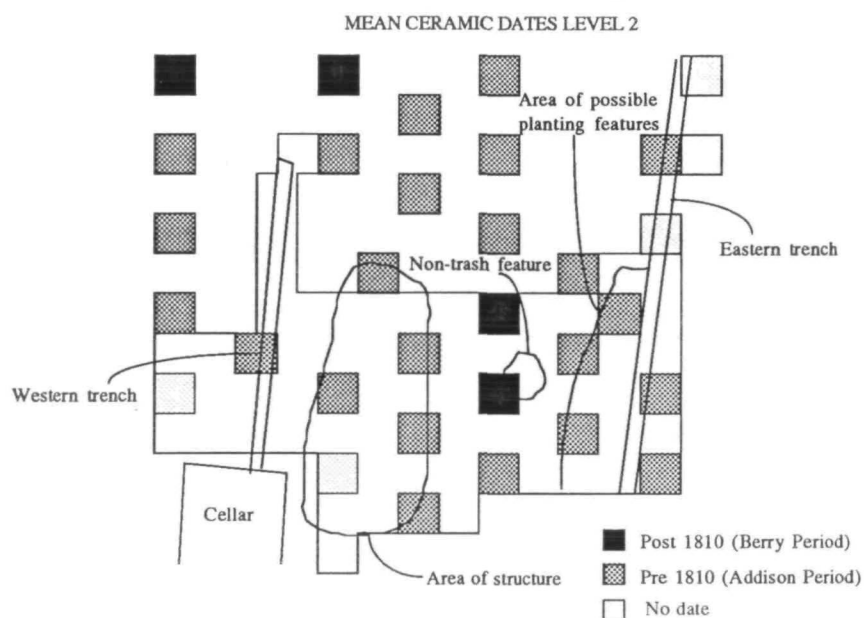 MEAN CERAMIC DATES LEVEL 2
Area of possible
planting features
Non-trash feature
Eastern trench
Western trench
Cellar
Area of structure
Post 1810 (Berry Period)
Pre 1810 (Addison Period)
No date